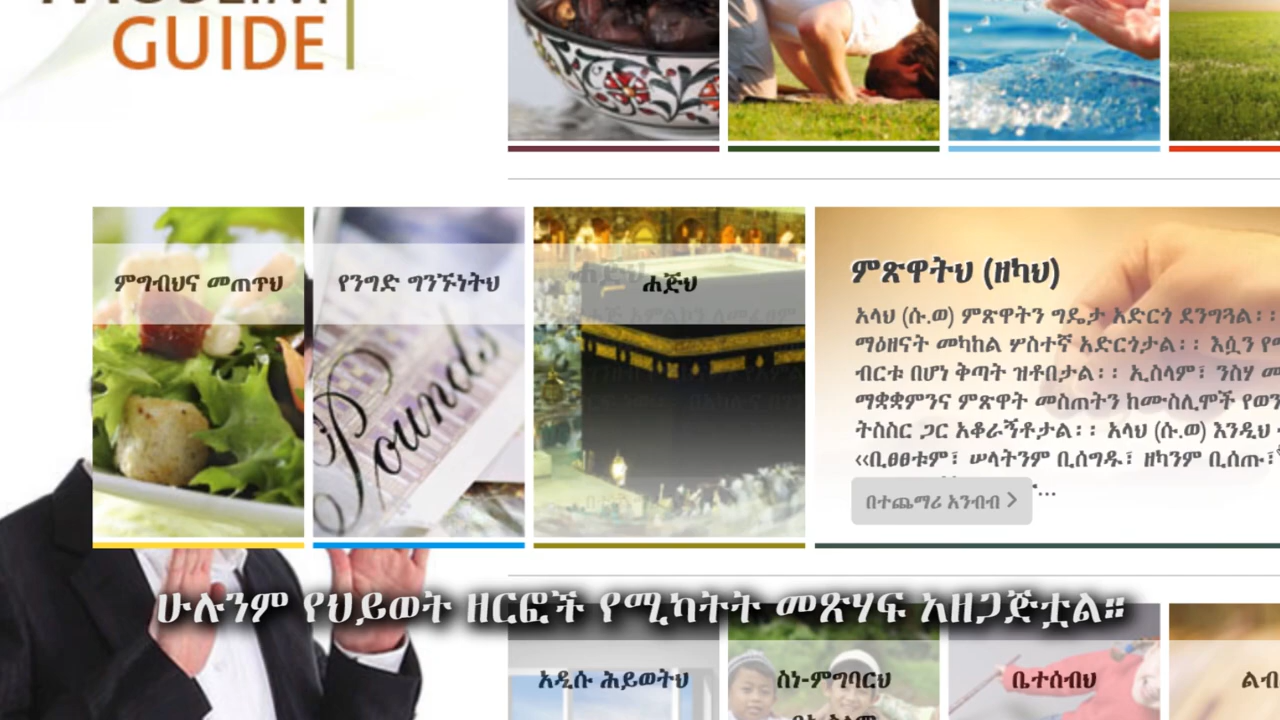 GUIDE
ምግብህና መጠጥህ
የንግድ ግንኙነትህ
ሐጅህ
ምጽዋትህ (ዘካህ)
አላህ (ሱ.ወ) ምጽዋትን ግዴታ አድርጎ ደንግጓል፡፡
ማዕዘናት መካከል ሦስተኛ አድርጎታል፡፡ እሷን
ብርቱ በሆነ ቅጣት ዝቶበታል፡፡ ኢስላም፣ ንስሃ
ማቋቋምንና ምጽዋት መስጠትን ከሙስሊሞች
ትስስር ጋር አቆራኝቶታል፡፡ አላህ (ሱ.ወ) እንዲህ
‹‹ቢፀፀቱም፣ ሠላትንም ቢሰግዱ፣ ዘካንም ቢሰጡ፣
...
በተጨማሪ አንብብ >
ሁሉንም የህይወት ዘርፎች የሚካትት መጽሃፍ አዘጋጅቷል።
አዲሱ ሕይወትህ
ስነ-ምግባርህ
ቤተሰብህ
Pounds